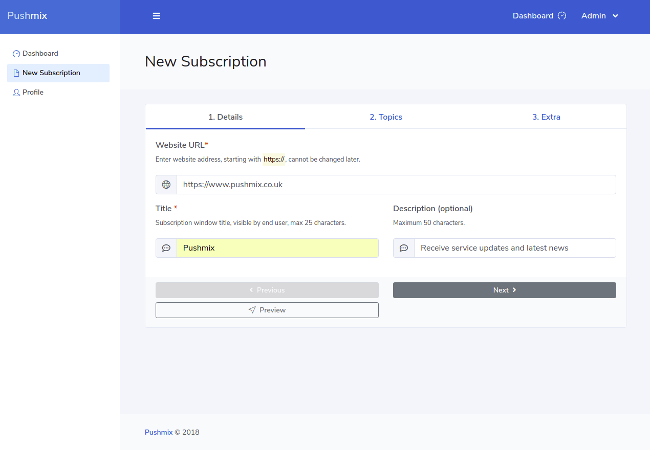 Pushmix
Dashboard
Admin
Dashboard
New Subscription
Profile
New Subscription
1. Details
2. Topics
3. Extra
Website URL*
Enter website address, starting with https://. cannot be changed later.
https://www.pushmix.co.uk
Title *
Subscription window title, visible by end user, max 25 characters.
Pushmix
Description (optional)
Maximum 50 characters.
Receive service updates and latest news
Previous
Next
Preview
Pushmix © 2018